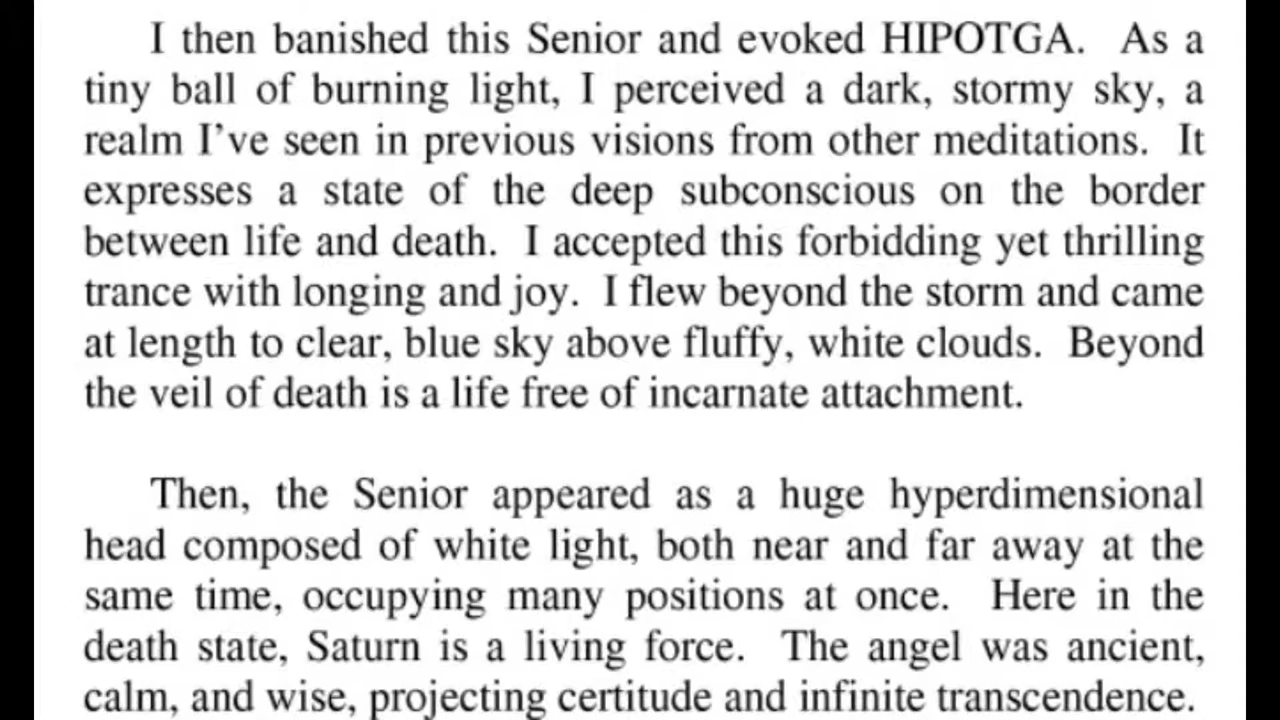 I then banished this Senior and evoked HIPOTGA. As a
tiny ball of burning light, I perceived a dark, stormy sky, a
realm I’ve seen in previous visions from other meditations. It
expresses a state of the deep subconscious on the border
between life and death. I accepted this forbidding yet thrilling
trance with longing and joy. I flew beyond the storm and came
at length to clear, blue sky above fluffy, white clouds. Beyond
the veil of death is a life free of incarnate attachment.
Then, the Senior appeared as a huge hyperdimensional
head composed of white light, both near and far away at the
same time, occupying many positions at once. Here in the
death state, Saturn is a living force. The angel was ancient,
calm, and wise, projecting certitude and infinite transcendence.